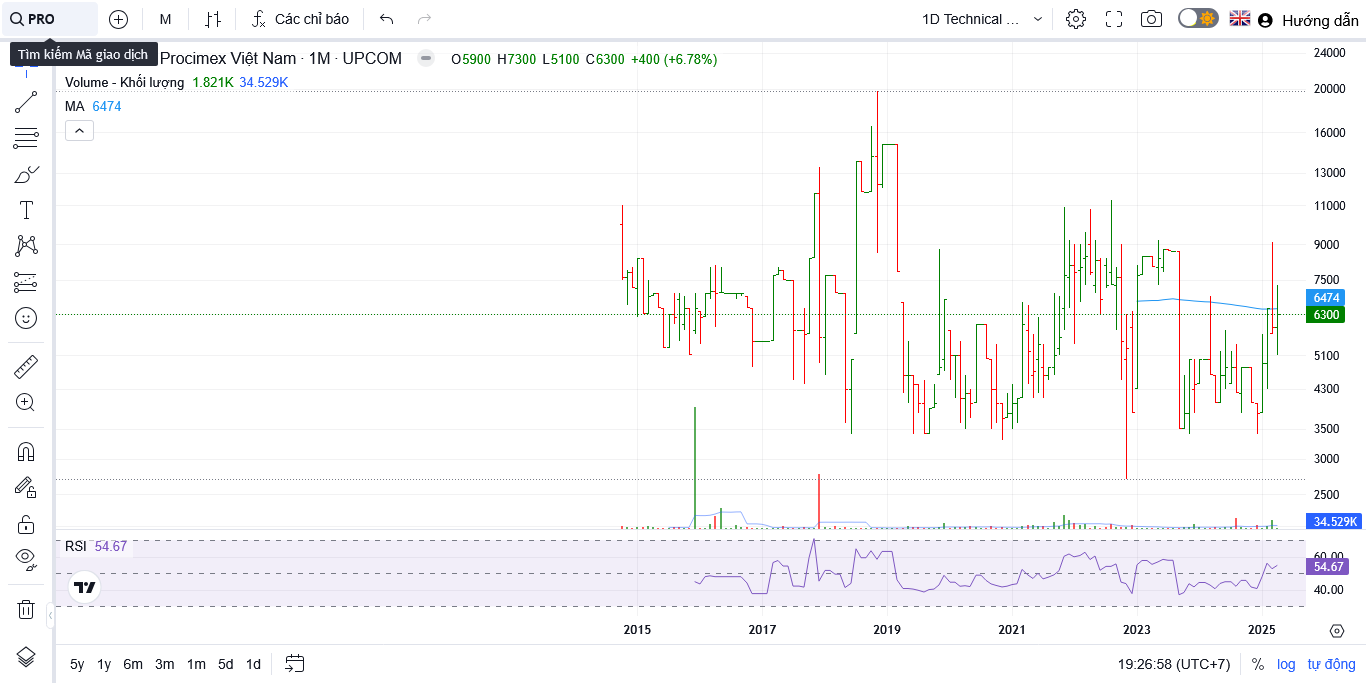 PRO
M
Các chỉ báo
1D Technical ...
Hướng dẫn
Tìm kiếm Mã giao dịch
Procimex Việt Nam · 1M · UPCOM
O5900 H7300 L5100 C6300 +400 (+6.78%)
Volume - Khối lượng 1.821K 34.529K
MA 6474
24000
20000
16000
13000
11000
9000
7500
6474
6300
5100
4300
3500
3000
2500
34.529K
RSI 54.67
60.00
54.67
40.00
2015
2017
2019
2021
2023
2025
5y 1y 6m 3m 1m 5d 1d
19:26:58 (UTC+7)
% log tự động